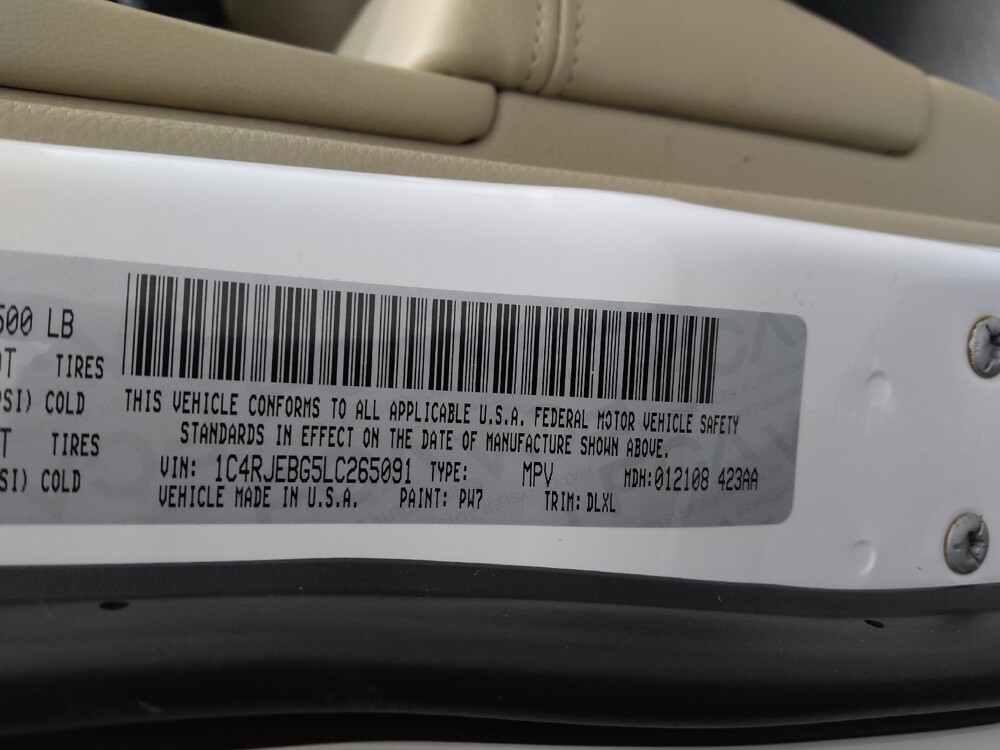 500 LB
TIRES
PSI) COLD
TIRES
SI) COLD
THIS VEHICLE CONFORMS TO ALL APPLICABLE U.S.A. FEDERAL MOTOR VEHICLE SAFETY
STANDARDS IN EFFECT ON THE DATE OF MANUFACTURE SHOWN ABOVE.
VIN: 1C4RJEBG5LC265091 TYPE: MPV MDH:012108 423AA
VEHICLE MADE IN U.S.A. PAINT: PW7 TRIM: DLXL